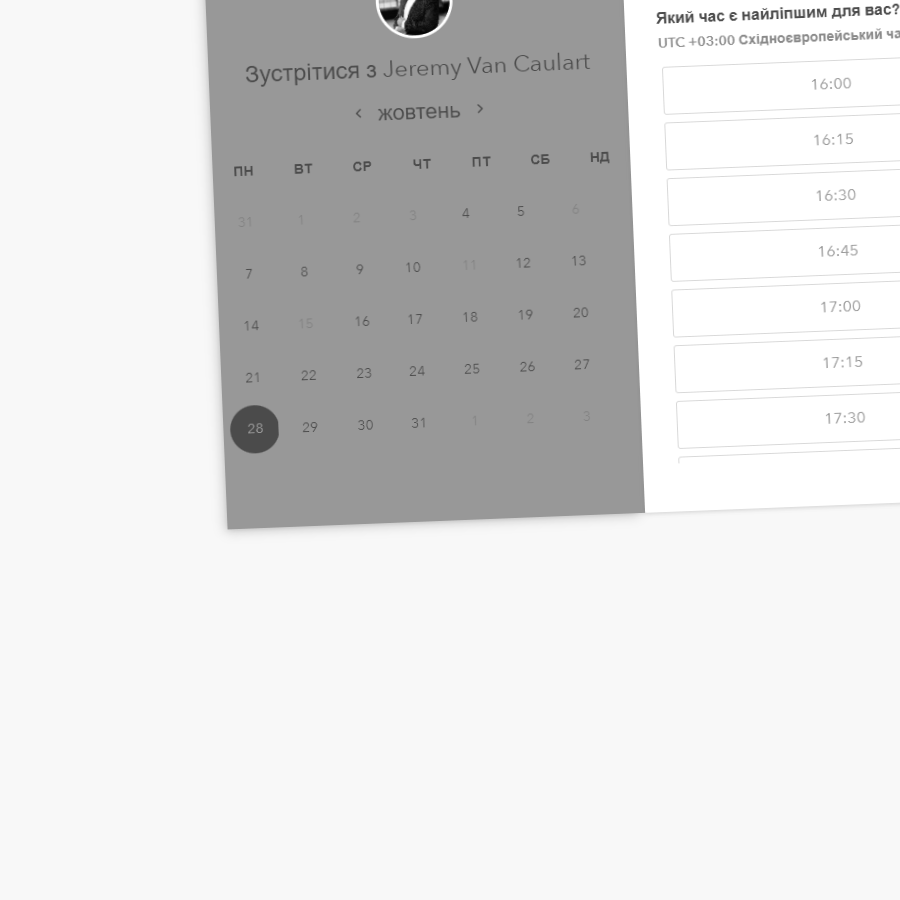 Зустрітися з Jeremy Van Caulart
‹ жовтень ›
ПН ВТ СР ЧТ ПТ СБ НД
31 1 2 3 4 5 6
7 8 9 10 11 12 13
14 15 16 17 18 19 20
21 22 23 24 25 26 27
28 29 30 31 1 2 3
Який час є найліпшим для вас?
UTC +03:00 Східноєвропейський
16:00
16:15
16:30
16:45
17:00
17:15
17:30